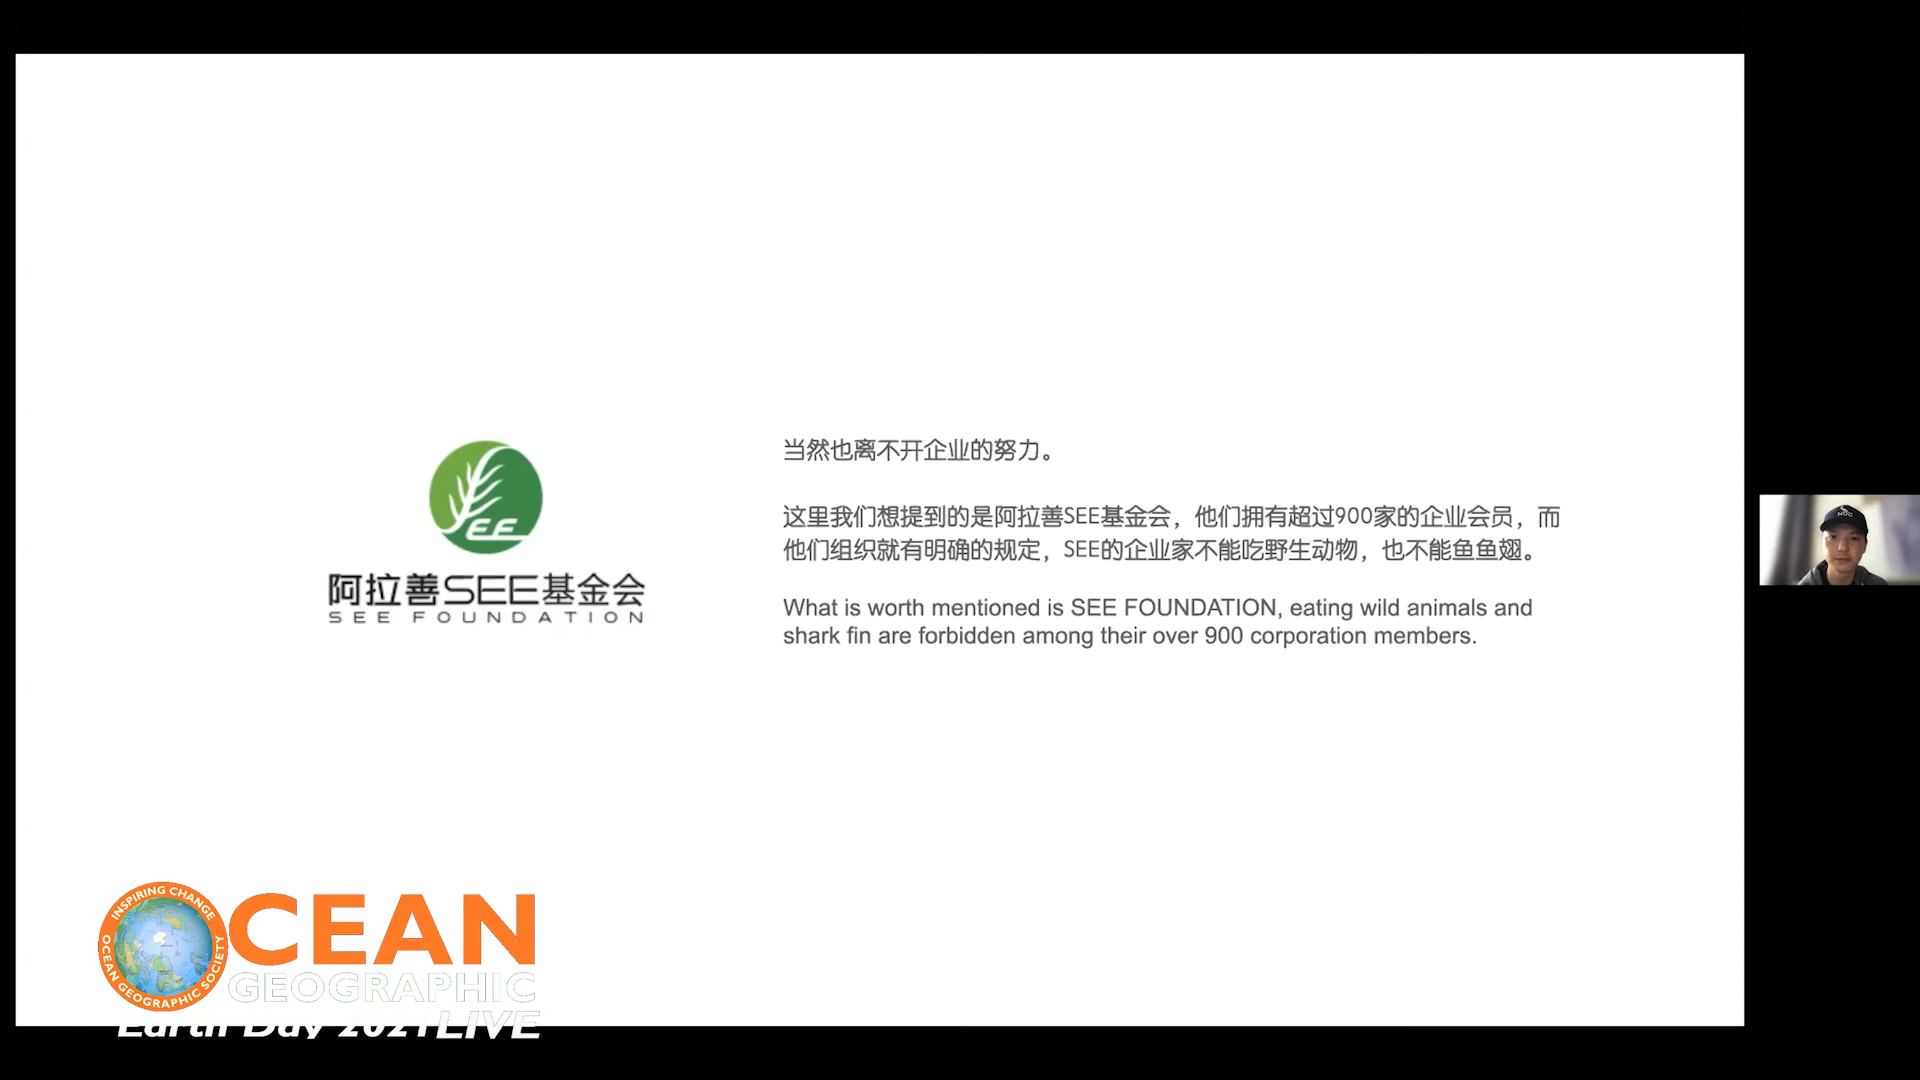 当然也离不开企业的努力。
这里我们想提到的是阿拉善SEE基金会，他们拥有超过900家的企业会员，而
他们组织就有明确的规定，SEE的企业家不能吃野生动物，也不能鱼鱼翅。
What is worth mentioned is SEE FOUNDATION, eating wild animals and
shark fin are forbidden among their over 900 corporation members.
SEE
阿拉善SEE基金会
SEE FOUNDATION
INSPIRING CHANGE
OCEAN GEOGRAPHIC SOCIETY
OCEAN
GEOGRAPHIC
Earth Day 2021 LIVE